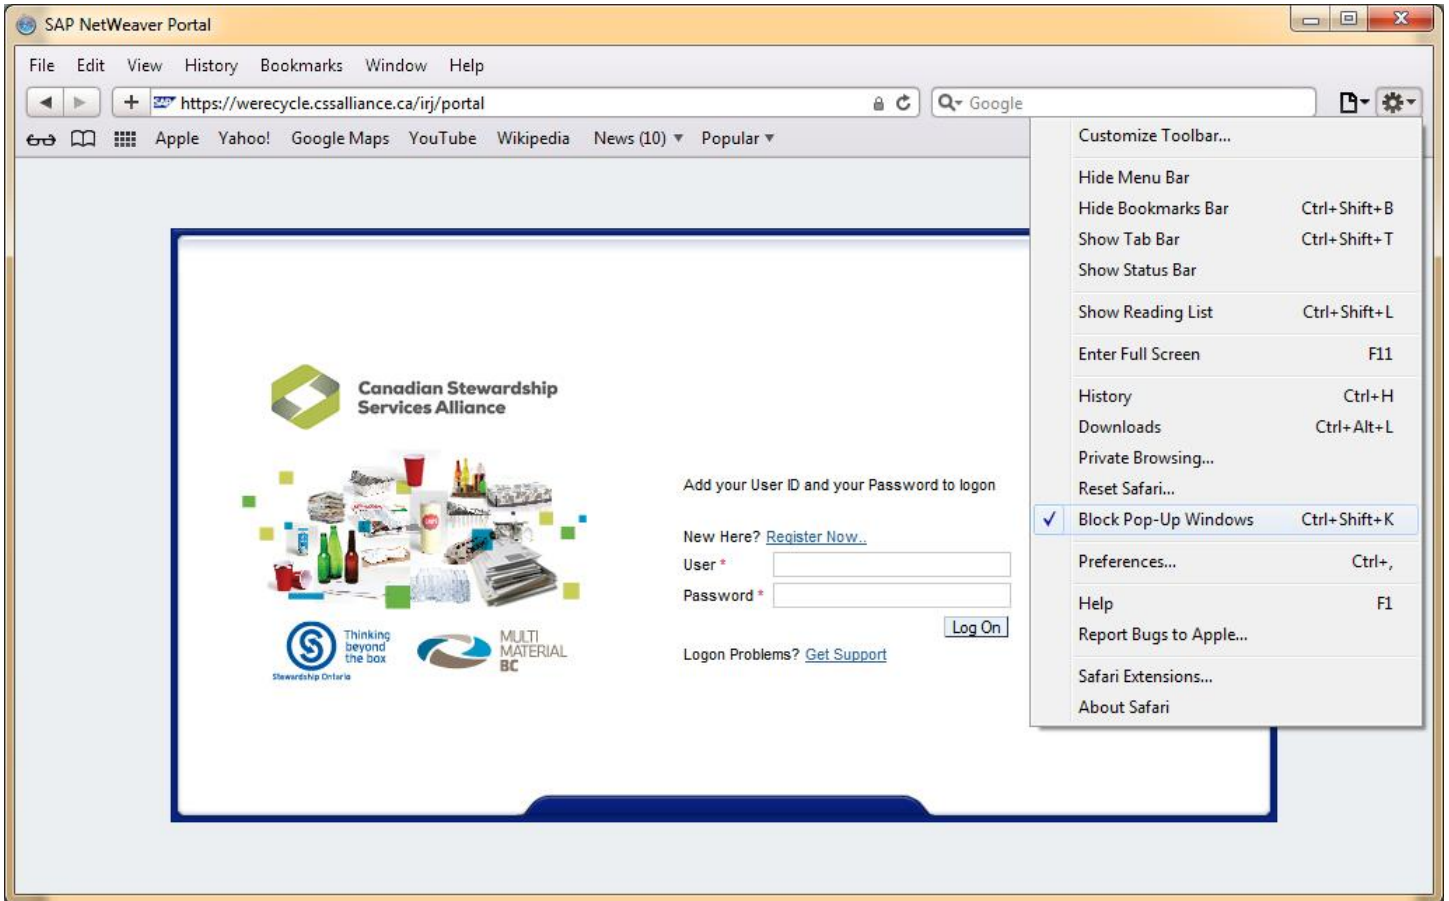 SAP NetWeaver Portal
File Edit View History Bookmarks Window Help
SAP https://werecycle.cssalliance.ca/irj/portal Google
Apple Yahoo! Google Maps YouTube Wikipedia News (10) Popular
Customize Toolbar...
Hide Menu Bar
Hide Bookmarks Bar Ctrl+Shift+B
Show Tab Bar Ctrl+Shift+T
Show Status Bar
Show Reading List Ctrl+Shift+L
Enter Full Screen F11
History Ctrl+H
Downloads Ctrl+Alt+L
Private Browsing...
Reset Safari...
Block Pop-Up Windows Ctrl+Shift+K
Preferences... Ctrl+,
Help F1
Report Bugs to Apple...
Safari Extensions...
About Safari
Canadian Stewardship
Services Alliance
Add your User ID and your Password to logon
New Here? Register Now..
User *
Password *
Log On
Logon Problems? Get Support
Thinking
beyond
the box
Stewardship Ontario
MULTI
MATERIAL
BC